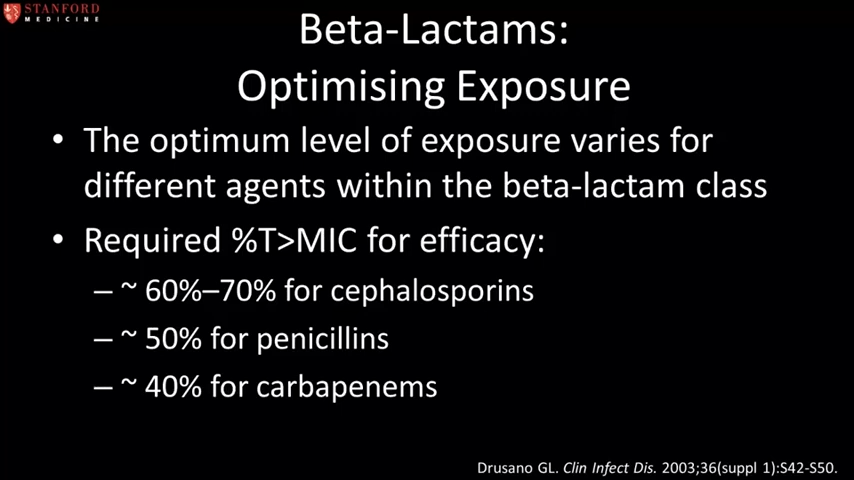 STANFORD
MEDICINE
Beta-Lactams:
Optimising Exposure
• The optimum level of exposure varies for
different agents within the beta-lactam class
• Required %T>MIC for efficacy:
– ~ 60%–70% for cephalosporins
– ~ 50% for penicillins
– ~ 40% for carbapenems
Drusano GL. Clin Infect Dis. 2003;36(suppl 1):S42-S50.